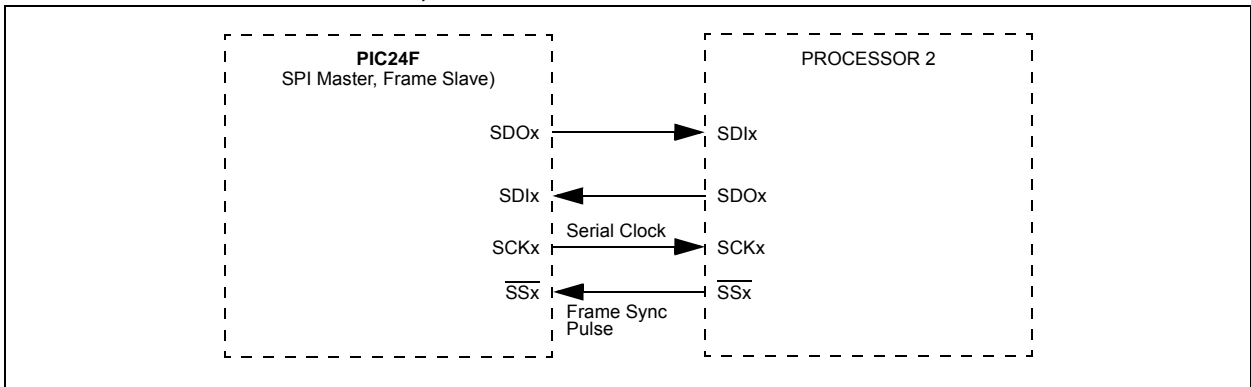 PIC24F
SPI Master, Frame Slave)
PROCESSOR 2
SDOx
SDIx
SDIx
SDOx
Serial Clock
SCKx
SCKx
SSx
SSx
Frame Sync
Pulse